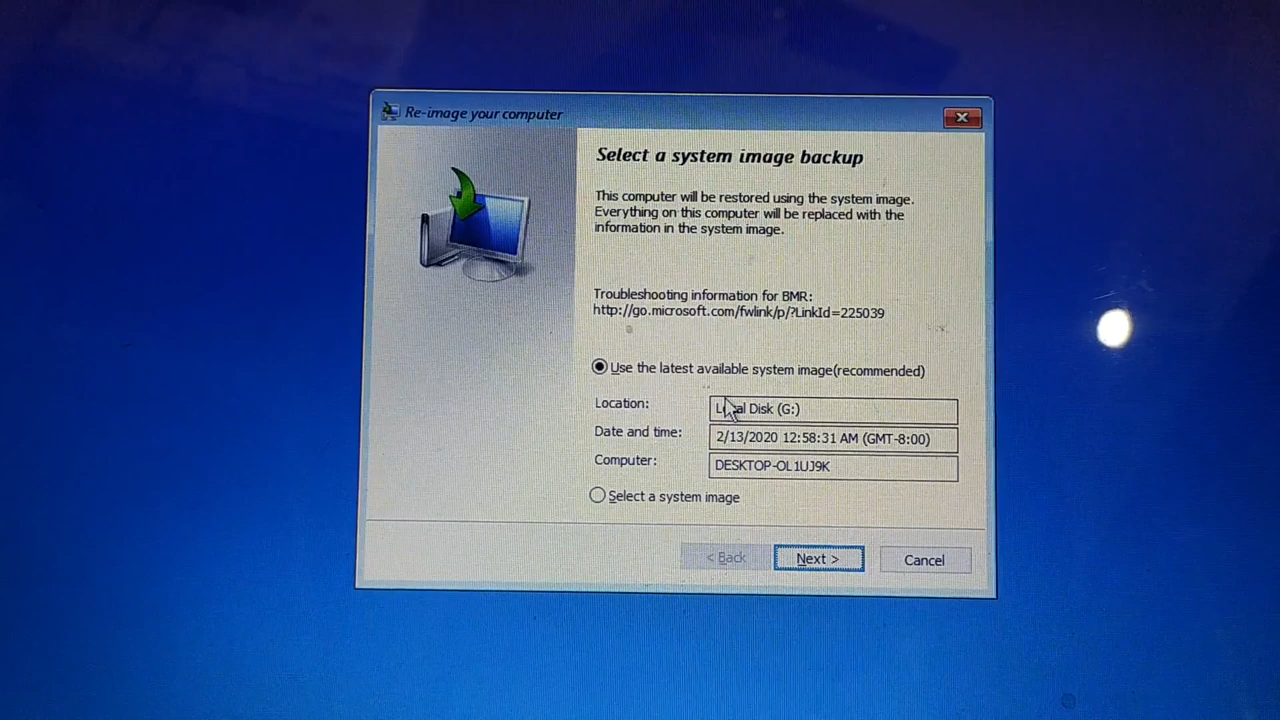 Re-image your computer
Select a system image backup
This computer will be restored using the system image.
Everything on this computer will be replaced with the
information in the system image.
Troubleshooting information for BMR:
http://go.microsoft.com/fwlink/p/?LinkId=225039
Use the latest available system image(recommended)
Location: Local Disk (G:)
Date and time: 2/13/2020 12:58:31 AM (GMT-8:00)
Computer: DESKTOP-OL1UJ9K
Select a system image
< Back Next > Cancel